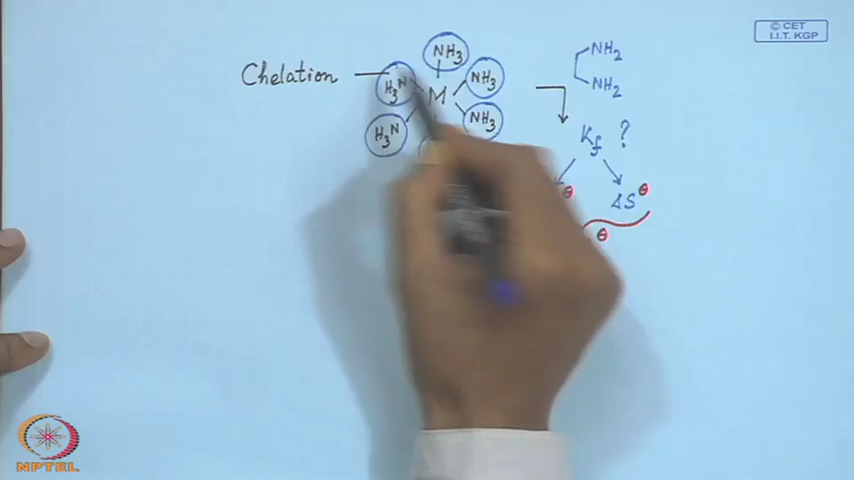 © CET
I.I.T. KGP
Chelation
NH3
H3N
NH3
M
H3N
NH3
NH2
NH2
Kf ?
ΔS⊖
⊖
⊖
NPTEL